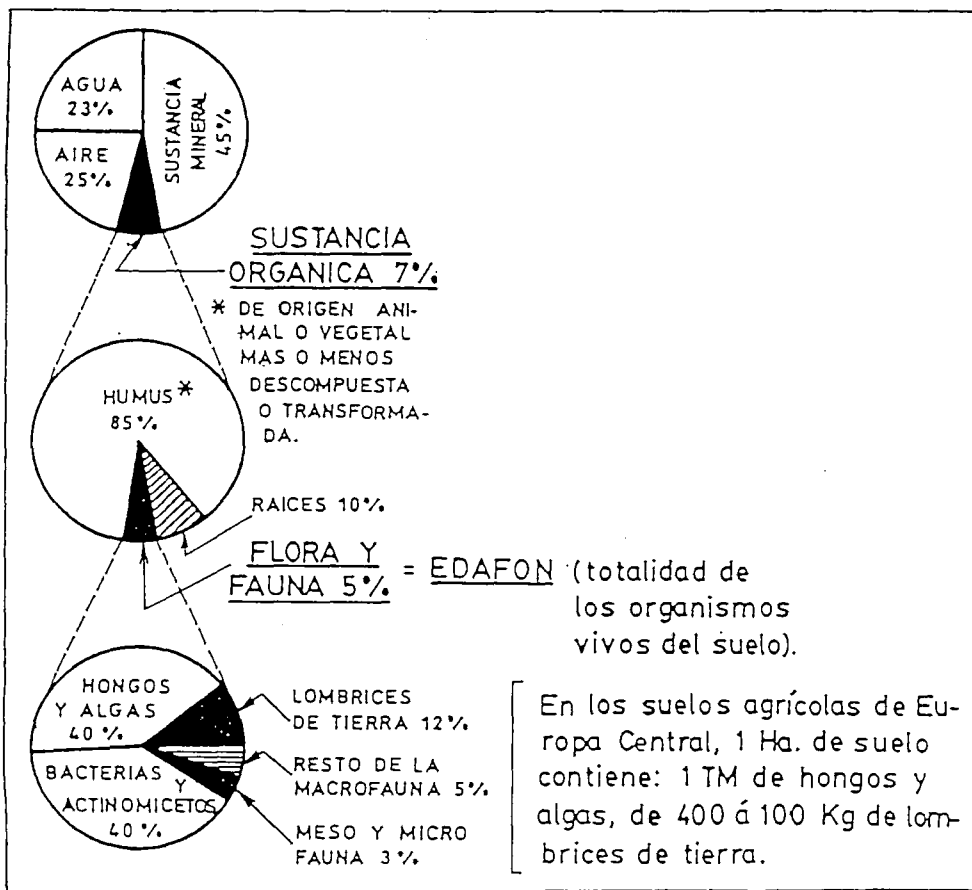 AGUA
23%
SUSTANCIA
MINERAL
45%
AIRE
25%
SUSTANCIA
ORGANICA 7%
* DE ORIGEN ANI-
MAL O VEGETAL
MAS O MENOS
DESCOMPUESTA
O TRANSFORMA-
DA.
HUMUS *
85%
RAICES 10%
FLORA Y
FAUNA 5% = EDAFON (totalidad de
los organismos
vivos del suelo).
HONGOS
Y ALGAS
40 %
LOMBRICES
DE TIERRA 12%
RESTO DE LA
MACROFAUNA 5%
BACTERIAS Y
ACTINOMICETOS
40 %
MESO Y MICRO
FAUNA 3%
En los suelos agrícolas de Eu-
ropa Central, 1 Ha. de suelo
contiene: 1 TM de hongos y
algas, de 400 á 100 Kg de lom-
brices de tierra.